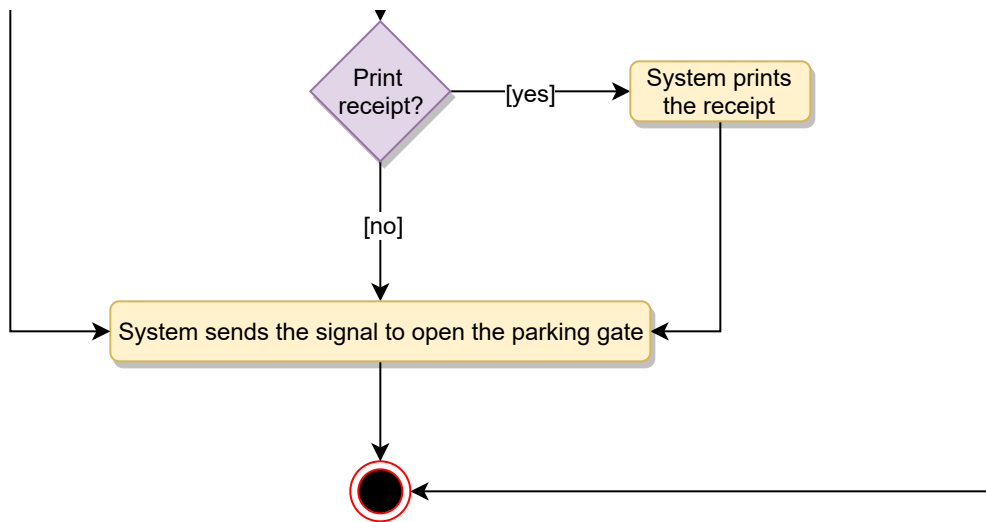 Print
receipt?
[yes]
System prints
the receipt
[no]
System sends the signal to open the parking gate